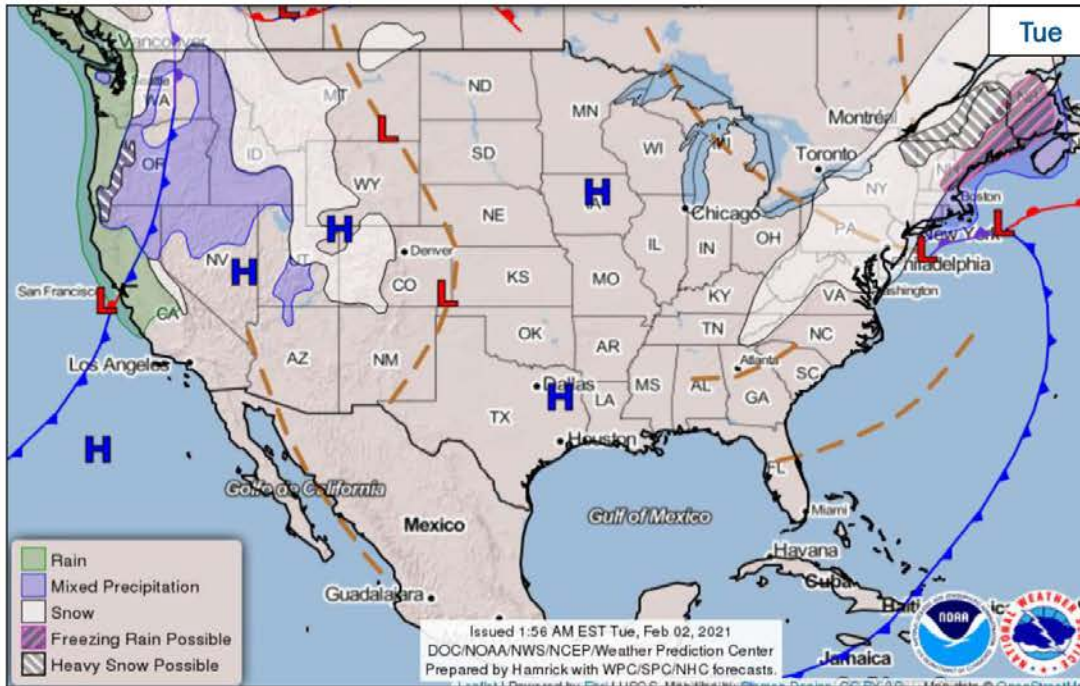 Tue
Vancouver
Seattle
WA
MT
ND
MN
Montréal
OR
ID
SD
WI
MI
Toronto
WY
NY
IA
Chicago
Boston
NE
New York
NV
UT
Denver
IL
IN
OH
PA
Philadelphia
San Francisco
CO
KS
MO
KY
VA
Washington
CA
OK
TN
NC
Los Angeles
AZ
NM
AR
Atlanta
SC
Dallas
MS
AL
GA
TX
LA
Houston
FL
Golfo de California
Mexico
Gulf of Mexico
Miami
Havana
Cuba
Guadalajara
Jamaica
H
H
H
H
H
L
L
L
L
L
L
Rain
Mixed Precipitation
Snow
Freezing Rain Possible
Heavy Snow Possible
Issued 1:56 AM EST Tue, Feb 02, 2021
DOC/NOAA/NWS/NCEP/Weather Prediction Center
Prepared by Hamrick with WPC/SPC/NHC forecasts.
NOAA
NATIONAL WEATHER SERVICE